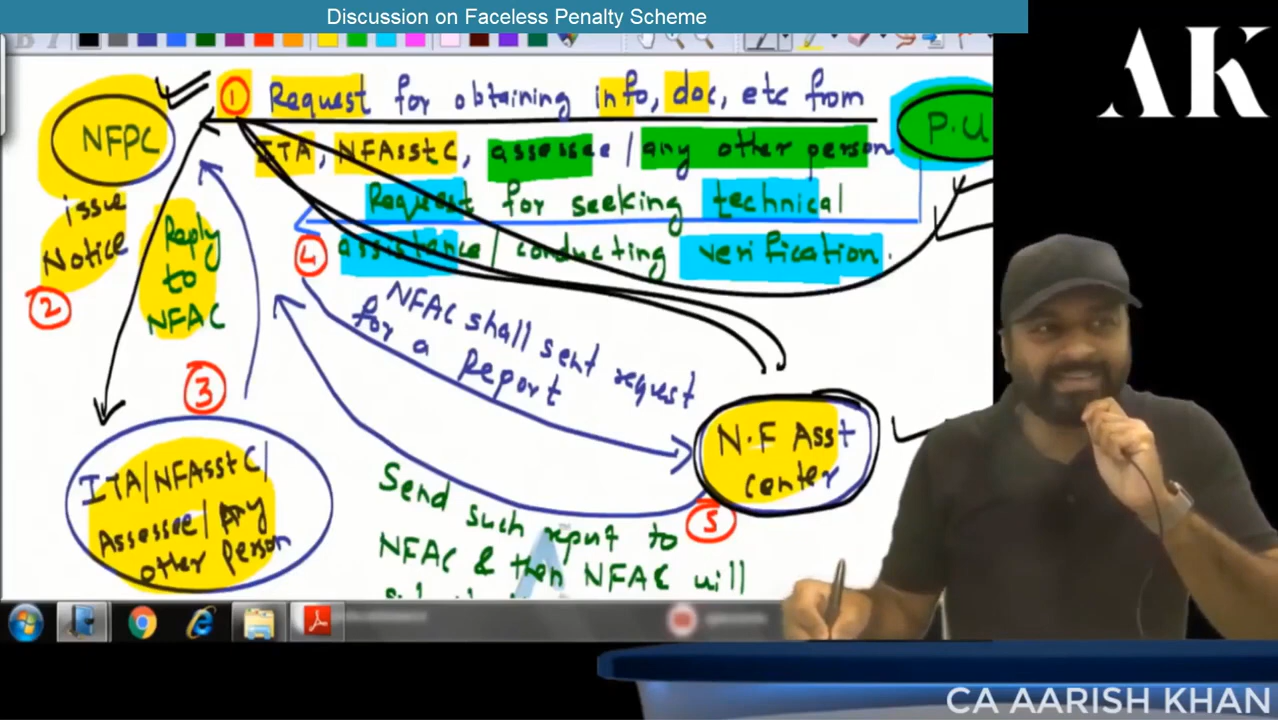 Discussion on Faceless Penalty Scheme
AK
① Request for obtaining info, doc, etc from
NFPC
P.U
ITA, NFAsst C, assessee / any other person
Request for seeking technical
④ assistance / conducting verification.
issue
Notice
②
Reply
to
NFAC
③
NFAC shall sent request
for a Report
N.F Asst
center
⑤
ITA/NFAsst C/
Assessee/Any
other person
Send such report to
NFAC & then NFAC will
CA AARISH KHAN